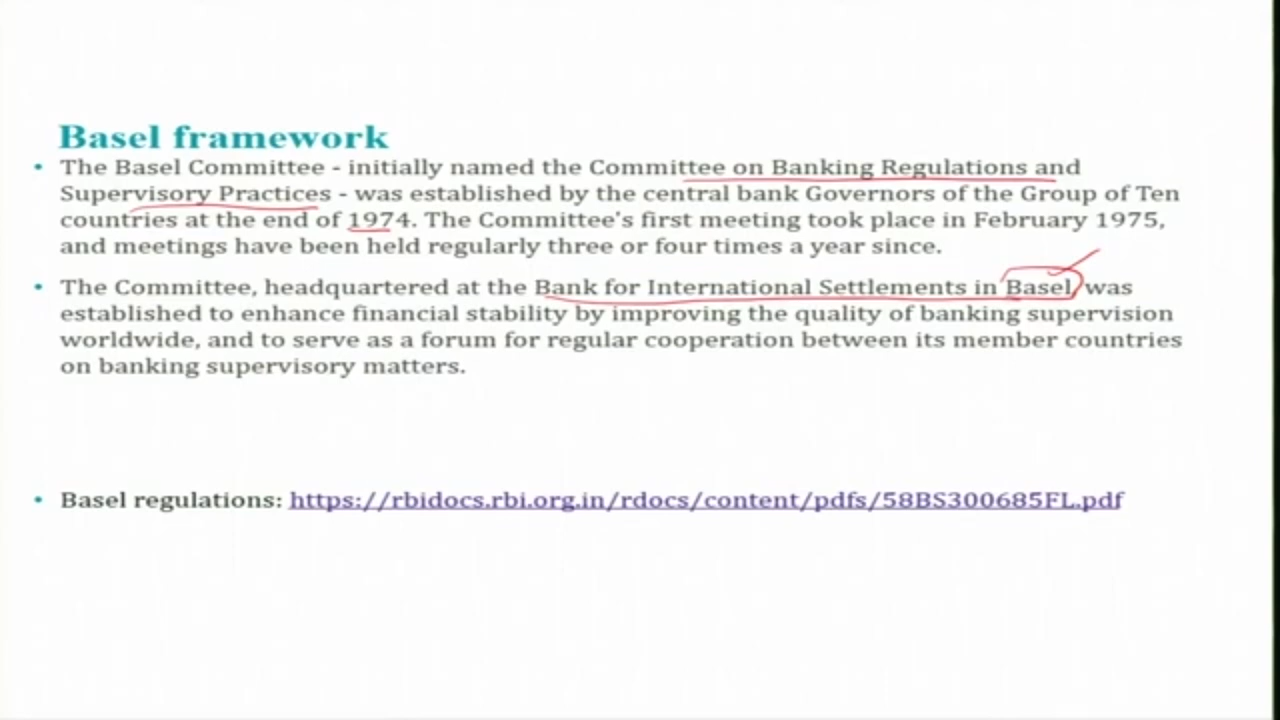 Basel framework
• The Basel Committee - initially named the Committee on Banking Regulations and
Supervisory Practices - was established by the central bank Governors of the Group of Ten
countries at the end of 1974. The Committee's first meeting took place in February 1975,
and meetings have been held regularly three or four times a year since.
• The Committee, headquartered at the Bank for International Settlements in Basel, was
established to enhance financial stability by improving the quality of banking supervision
worldwide, and to serve as a forum for regular cooperation between its member countries
on banking supervisory matters.
• Basel regulations: https://rbidocs.rbi.org.in/rdocs/content/pdfs/58BS300685FL.pdf